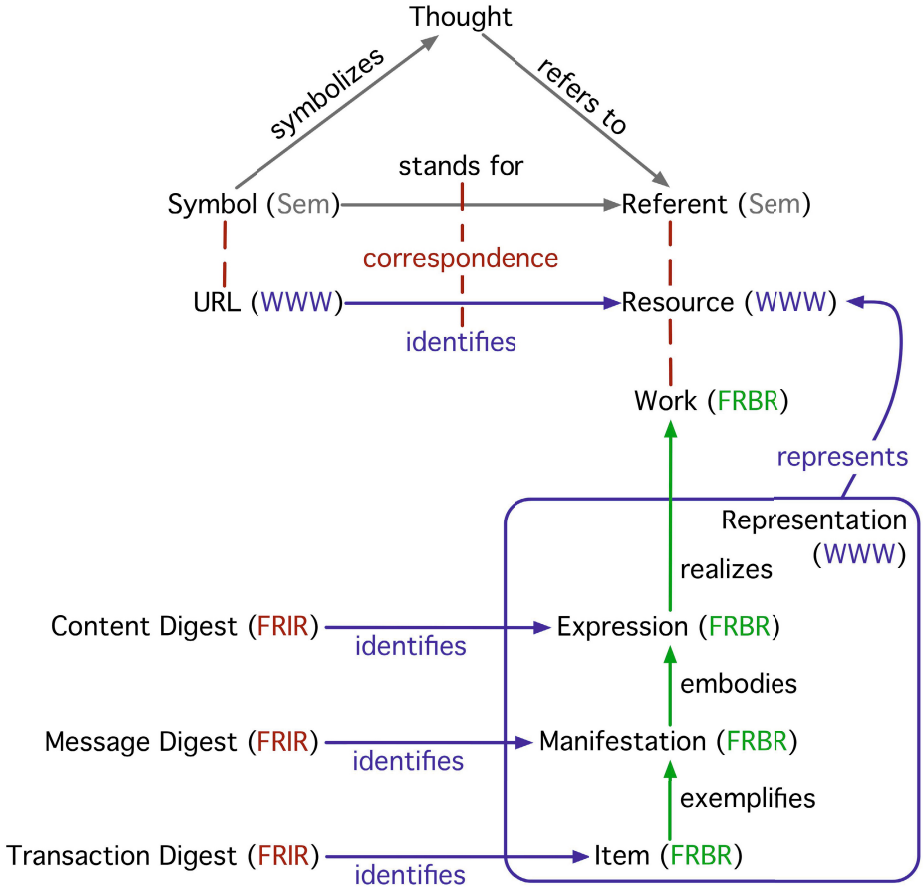 Thought
symbolizes
refers to
stands for
Symbol (Sem)
Referent (Sem)
correspondence
URL (WWW)
Resource (WWW)
identifies
Work (FRBR)
represents
Representation
(WWW)
realizes
Content Digest (FRIR)
identifies
Expression (FRBR)
embodies
Message Digest (FRIR)
identifies
Manifestation (FRBR)
exemplifies
Transaction Digest (FRIR)
identifies
Item (FRBR)